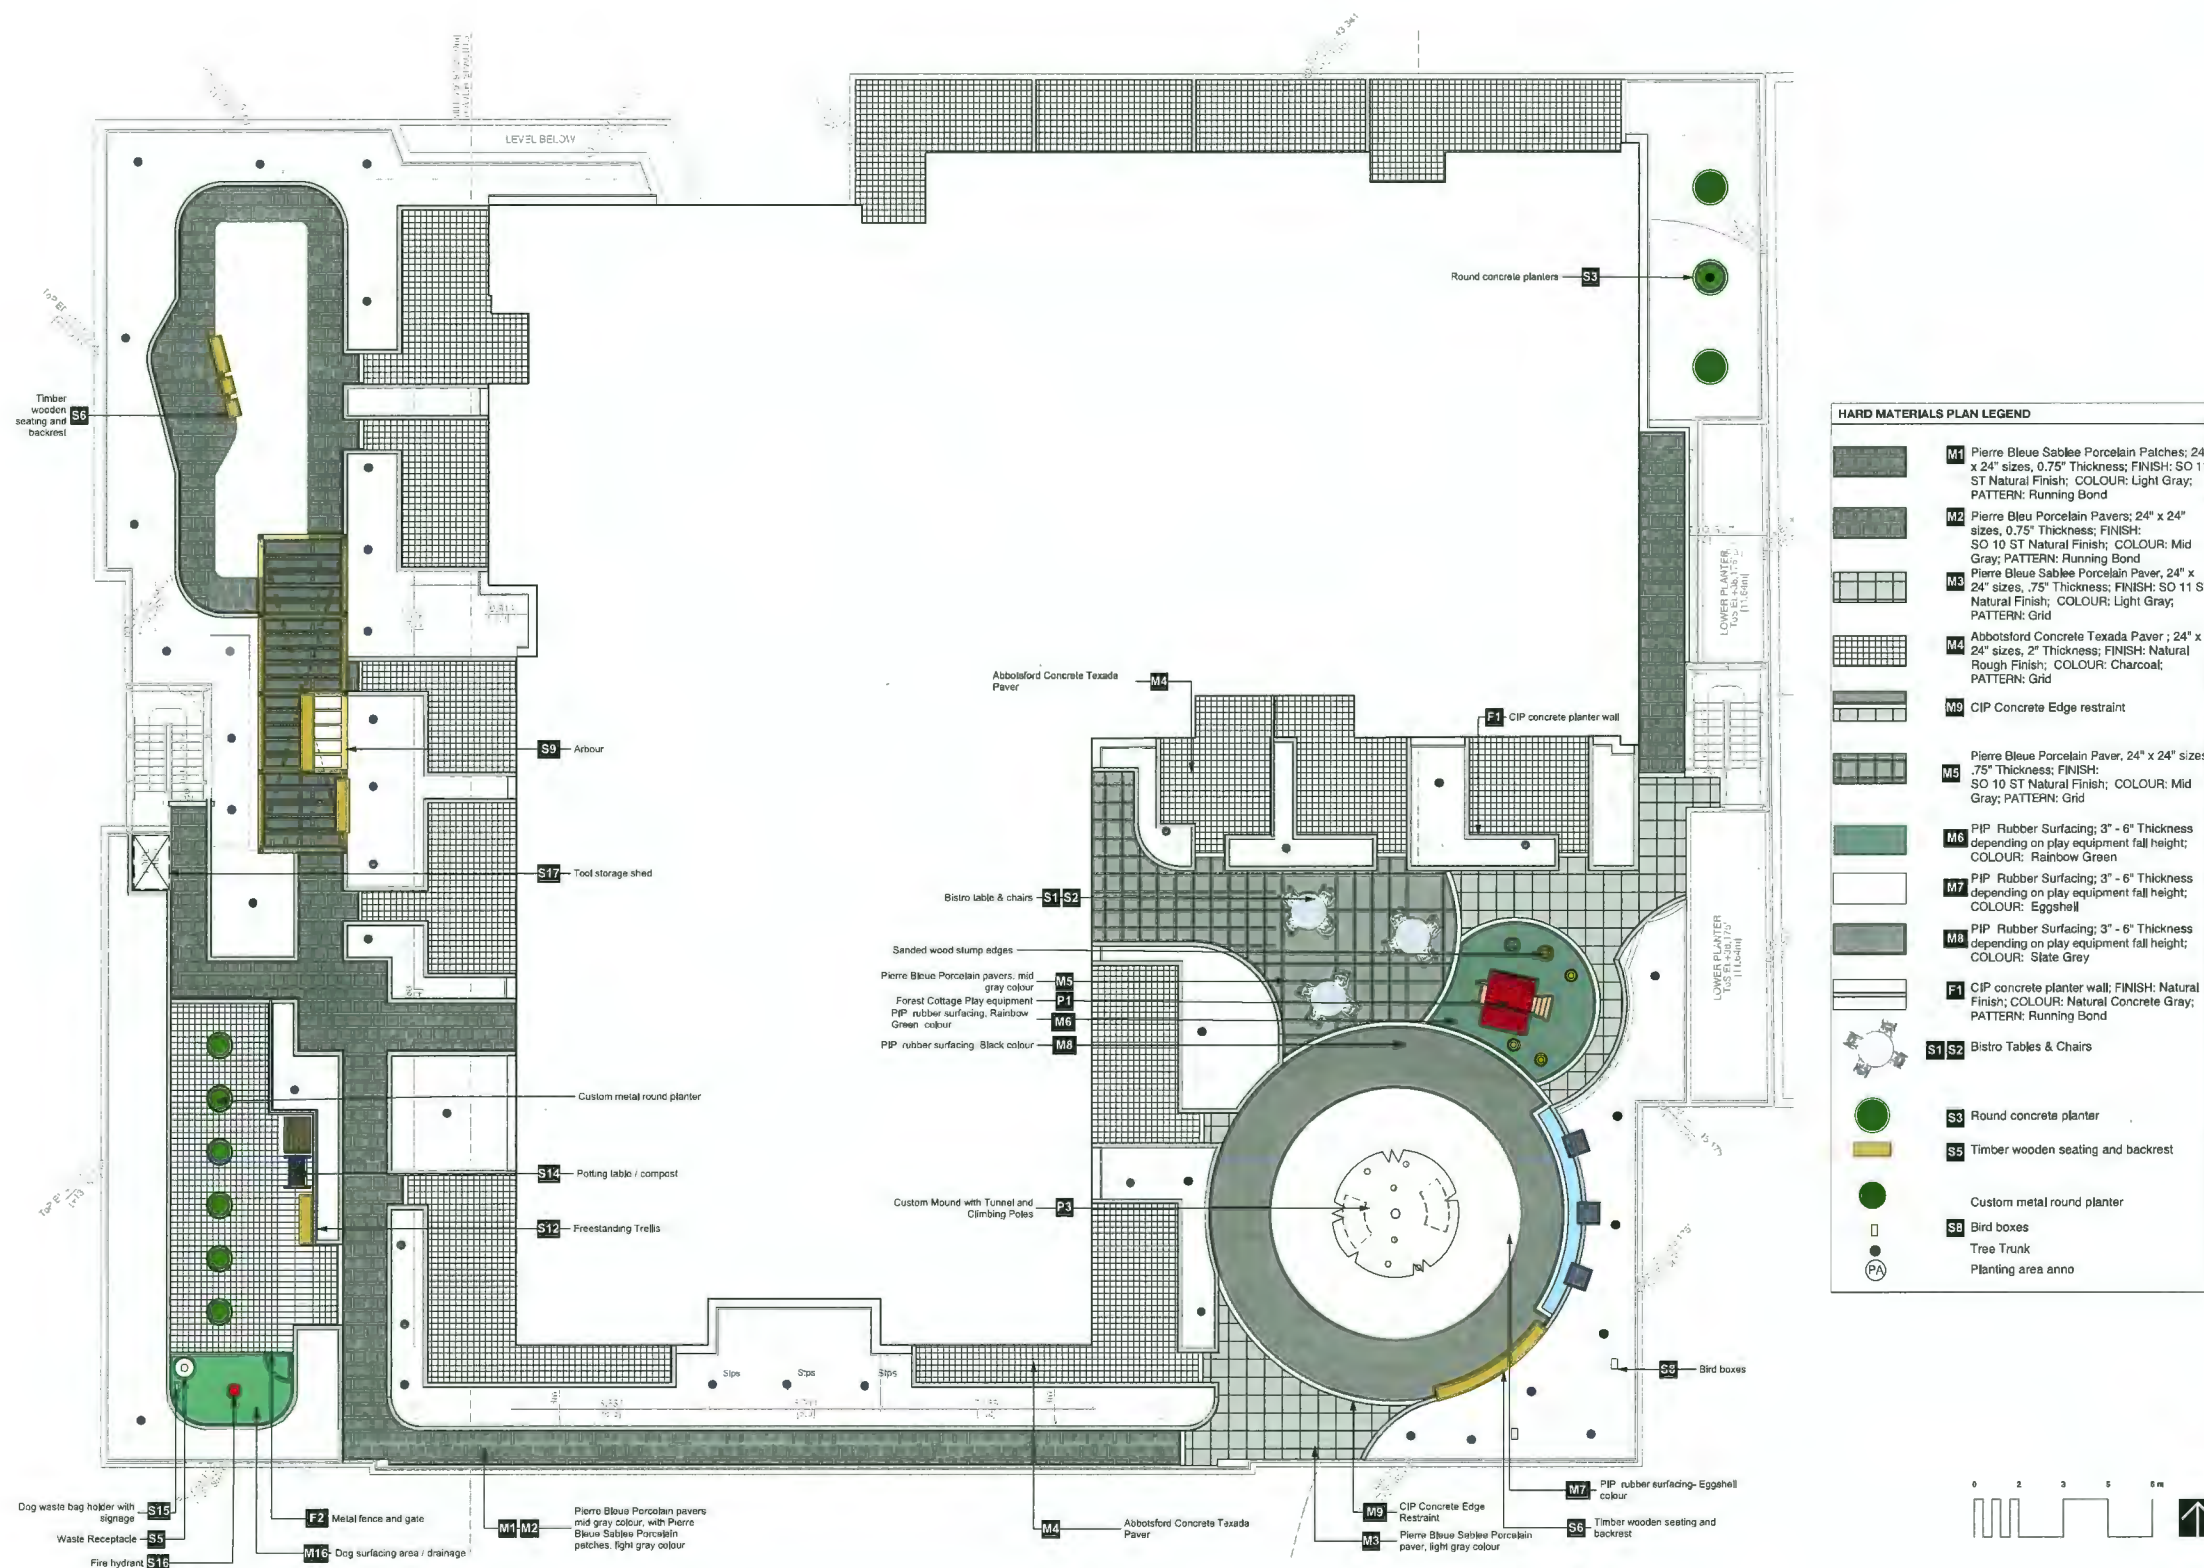 LEVEL BELOW
Round concrete planters S3
Timber
wooden
seating and
backrest
S6
S9 Arbour
S17 Tool storage shed
Abbotsford Concrete Texada
Paver
M4
F1 CIP concrete planter wall
Bistro table & chairs S1 S2
Sanded wood stump edges
Pierre Bleue Porcelain pavers, mid
gray colour
M5
Forest Cottage Play equipment P1
PIP rubber surfacing, Rainbow
Green colour
M6
PIP rubber surfacing Black colour M8
Custom metal round planter
S14 Potting table / compost
S12 Freestanding Trellis
Custom Mound with Tunnel and
Climbing Poles
P3
LOWER PLANTER
LOWER PLANTER
Stps Stps Stps
S8 Bird boxes
Dog waste bag holder with
signage
S15
Waste Receptacle S5
Fire hydrant S16
F2 Metal fence and gate
M16 Dog surfacing area / drainage
M1 M2 Pierre Bleue Porcelain pavers
mid gray colour, with Pierre
Bleue Sablee Porcelain
patches, light gray colour
M4 Abbotsford Concrete Texada
Paver
M9 CIP Concrete Edge
Restraint
M3 Pierre Bleue Sablee Porcelain
paver, light gray colour
M7 PIP rubber surfacing- Eggshell
colour
S6 Timber wooden seating and
backrest
HARD MATERIALS PLAN LEGEND
M1 Pierre Bleue Sablee Porcelain Patches; 24
x 24" sizes, 0.75" Thickness; FINISH: SO 1
ST Natural Finish; COLOUR: Light Gray;
PATTERN: Running Bond
M2 Pierre Bleu Porcelain Pavers; 24" x 24"
sizes, 0.75" Thickness; FINISH:
SO 10 ST Natural Finish; COLOUR: Mid
Gray; PATTERN: Running Bond
M3 Pierre Bleue Sablee Porcelain Paver, 24" x
24" sizes, .75" Thickness; FINISH: SO 11 S
Natural Finish; COLOUR: Light Gray;
PATTERN: Grid
M4 Abbotsford Concrete Texada Paver ; 24" x
24" sizes, 2" Thickness; FINISH: Natural
Rough Finish; COLOUR: Charcoal;
PATTERN: Grid
M9 CIP Concrete Edge restraint
M5 Pierre Bleue Porcelain Paver, 24" x 24" sizes
.75" Thickness; FINISH:
SO 10 ST Natural Finish; COLOUR: Mid
Gray; PATTERN: Grid
M6 PIP Rubber Surfacing; 3" - 6" Thickness
depending on play equipment fall height;
COLOUR: Rainbow Green
M7 PIP Rubber Surfacing; 3" - 6" Thickness
depending on play equipment fall height;
COLOUR: Eggshell
M8 PIP Rubber Surfacing; 3" - 6" Thickness
depending on play equipment fall height;
COLOUR: Slate Grey
F1 CIP concrete planter wall; FINISH: Natural
Finish; COLOUR: Natural Concrete Gray;
PATTERN: Running Bond
S1 S2 Bistro Tables & Chairs
S3 Round concrete planter
S5 Timber wooden seating and backrest
Custom metal round planter
S8 Bird boxes
Tree Trunk
PA Planting area anno
0 2 3 5 6 m